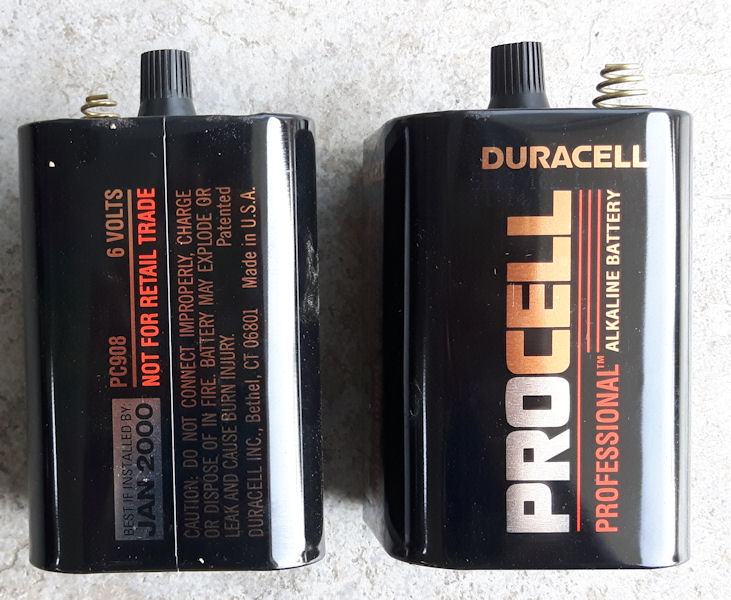 PC908 6 VOLTS
NOT FOR RETAIL TRADE
BEST IF INSTALLED BY:
JAN 2000
CAUTION: DO NOT CONNECT IMPROPERLY, CHARGE
OR DISPOSE OF IN FIRE. BATTERY MAY EXPLODE OR
LEAK AND CAUSE BURN INJURY. Patented
DURACELL INC., Bethel, CT 06801 Made in U.S.A.
DURACELL
PROCELL
PROFESSIONAL™
ALKALINE BATTERY